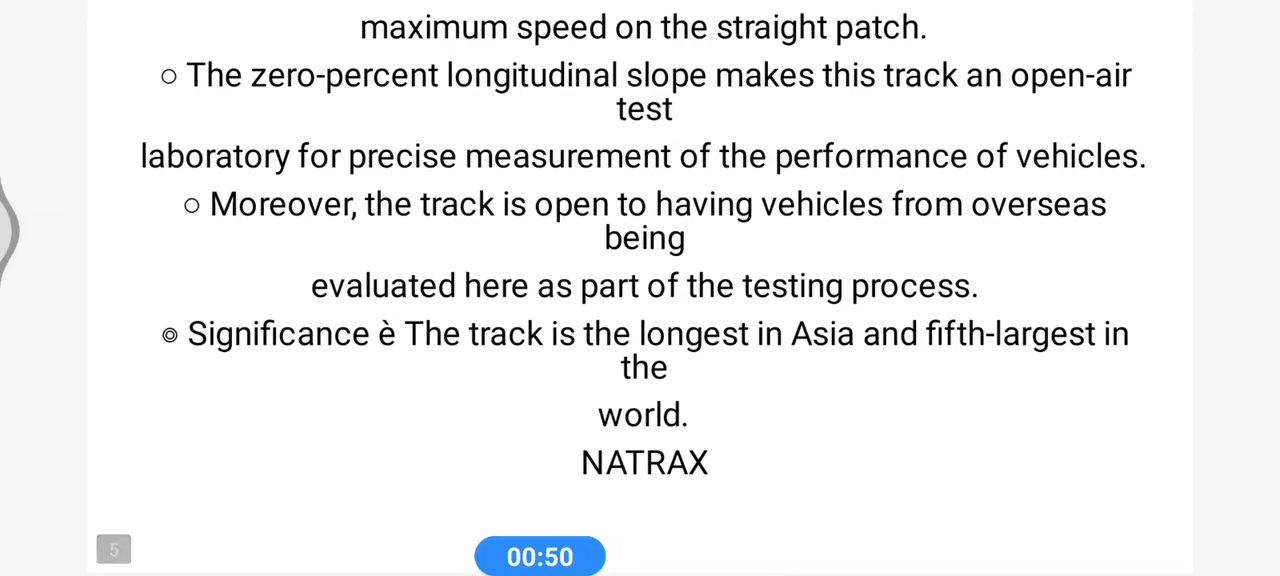 maximum speed on the straight patch.
○ The zero-percent longitudinal slope makes this track an open-air
test
laboratory for precise measurement of the performance of vehicles.
○ Moreover, the track is open to having vehicles from overseas
being
evaluated here as part of the testing process.
◎ Significance è The track is the longest in Asia and fifth-largest in
the
world.
NATRAX
5
00:50